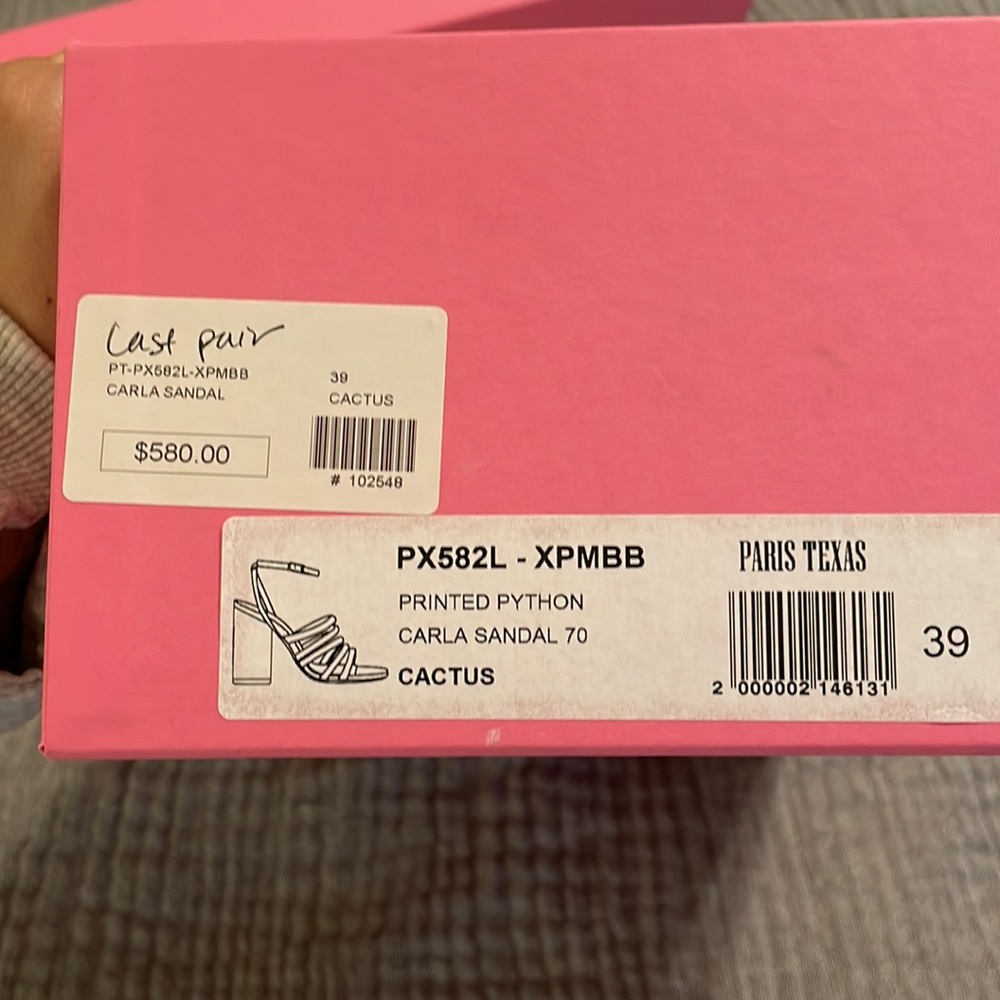 Last pair
PT-PX582L-XPMBB
CARLA SANDAL
39
CACTUS
$580.00
# 102548
PX582L - XPMBB
PRINTED PYTHON
CARLA SANDAL 70
CACTUS
PARIS TEXAS
2 000002 146131
39